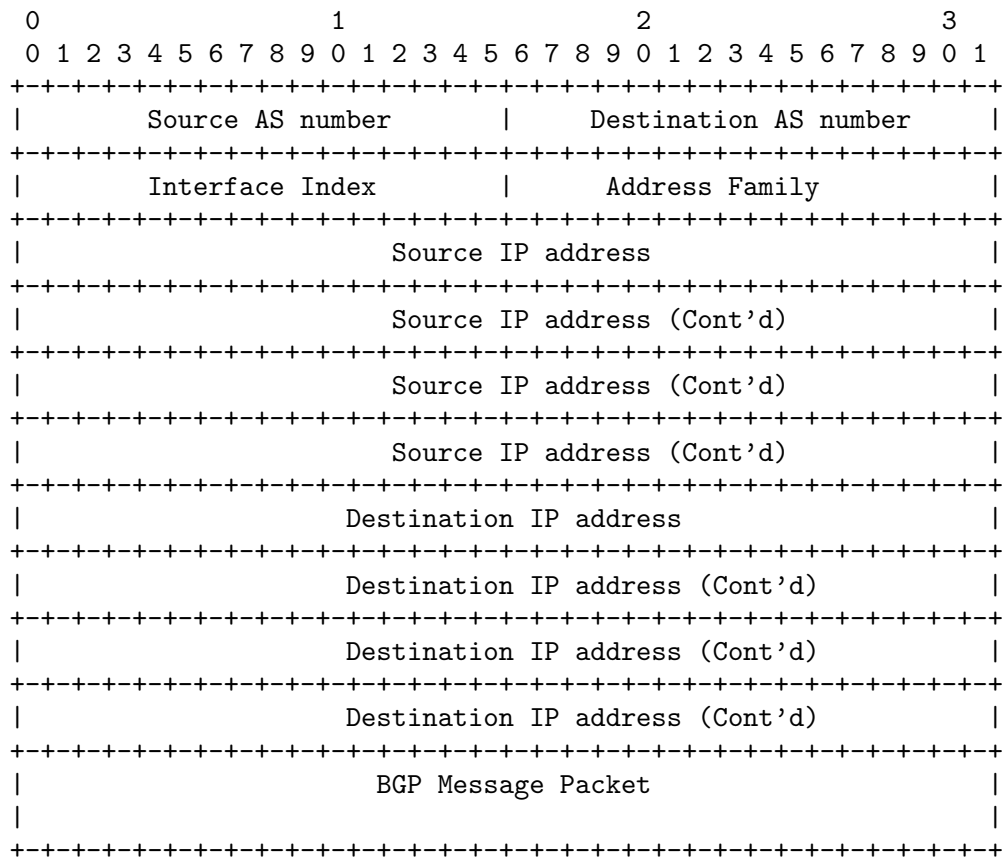 0                   1                   2                   3
 0 1 2 3 4 5 6 7 8 9 0 1 2 3 4 5 6 7 8 9 0 1 2 3 4 5 6 7 8 9 0 1
+-+-+-+-+-+-+-+-+-+-+-+-+-+-+-+-+-+-+-+-+-+-+-+-+-+-+-+-+-+-+-+-+
|        Source AS number       |     Destination AS number     |
+-+-+-+-+-+-+-+-+-+-+-+-+-+-+-+-+-+-+-+-+-+-+-+-+-+-+-+-+-+-+-+-+
|        Interface Index        |      Address Family           |
+-+-+-+-+-+-+-+-+-+-+-+-+-+-+-+-+-+-+-+-+-+-+-+-+-+-+-+-+-+-+-+-+
|                        Source IP address                      |
+-+-+-+-+-+-+-+-+-+-+-+-+-+-+-+-+-+-+-+-+-+-+-+-+-+-+-+-+-+-+-+-+
|                        Source IP address (Cont'd)             |
+-+-+-+-+-+-+-+-+-+-+-+-+-+-+-+-+-+-+-+-+-+-+-+-+-+-+-+-+-+-+-+-+
|                        Source IP address (Cont'd)             |
+-+-+-+-+-+-+-+-+-+-+-+-+-+-+-+-+-+-+-+-+-+-+-+-+-+-+-+-+-+-+-+-+
|                        Source IP address (Cont'd)             |
+-+-+-+-+-+-+-+-+-+-+-+-+-+-+-+-+-+-+-+-+-+-+-+-+-+-+-+-+-+-+-+-+
|                     Destination IP address                    |
+-+-+-+-+-+-+-+-+-+-+-+-+-+-+-+-+-+-+-+-+-+-+-+-+-+-+-+-+-+-+-+-+
|                     Destination IP address (Cont'd)           |
+-+-+-+-+-+-+-+-+-+-+-+-+-+-+-+-+-+-+-+-+-+-+-+-+-+-+-+-+-+-+-+-+
|                     Destination IP address (Cont'd)           |
+-+-+-+-+-+-+-+-+-+-+-+-+-+-+-+-+-+-+-+-+-+-+-+-+-+-+-+-+-+-+-+-+
|                     Destination IP address (Cont'd)           |
+-+-+-+-+-+-+-+-+-+-+-+-+-+-+-+-+-+-+-+-+-+-+-+-+-+-+-+-+-+-+-+-+
|                       BGP Message Packet                      |
|                                                               |
+-+-+-+-+-+-+-+-+-+-+-+-+-+-+-+-+-+-+-+-+-+-+-+-+-+-+-+-+-+-+-+-+